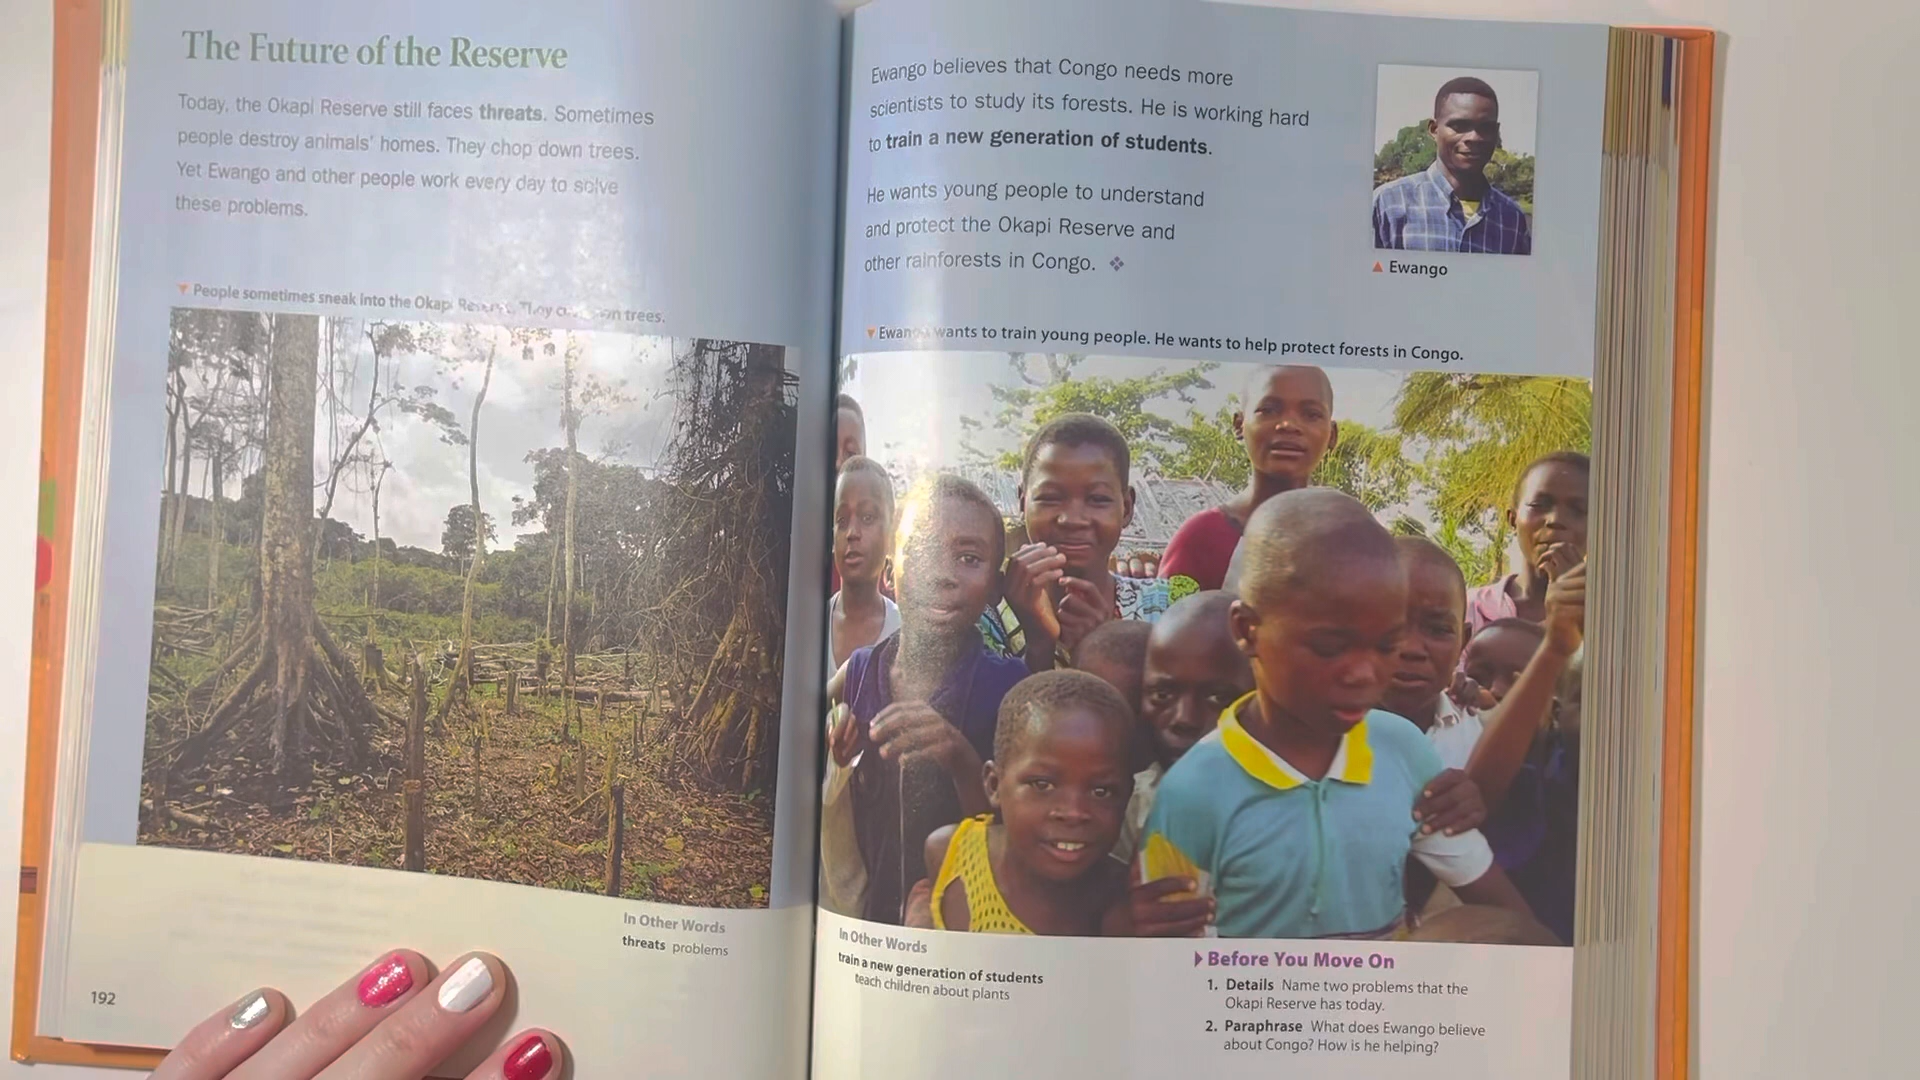 The Future of the Reserve
Today, the Okapi Reserve still faces threats. Sometimes
people destroy animals' homes. They chop down trees.
Yet Ewango and other people work every day to solve
these problems.
People sometimes sneak into the Okapi Reserve. They trees.
In Other Words
threats problems
192
Ewango believes that Congo needs more
scientists to study its forests. He is working hard
to train a new generation of students.
He wants young people to understand
and protect the Okapi Reserve and
other rainforests in Congo. ❖
▲ Ewango
Ewango wants to train young people. He wants to help protect forests in Congo.
In Other Words
train a new generation of students
teach children about plants
Before You Move On
1. Details Name two problems that the
Okapi Reserve has today.
2. Paraphrase What does Ewango believe
about Congo? How is he helping?